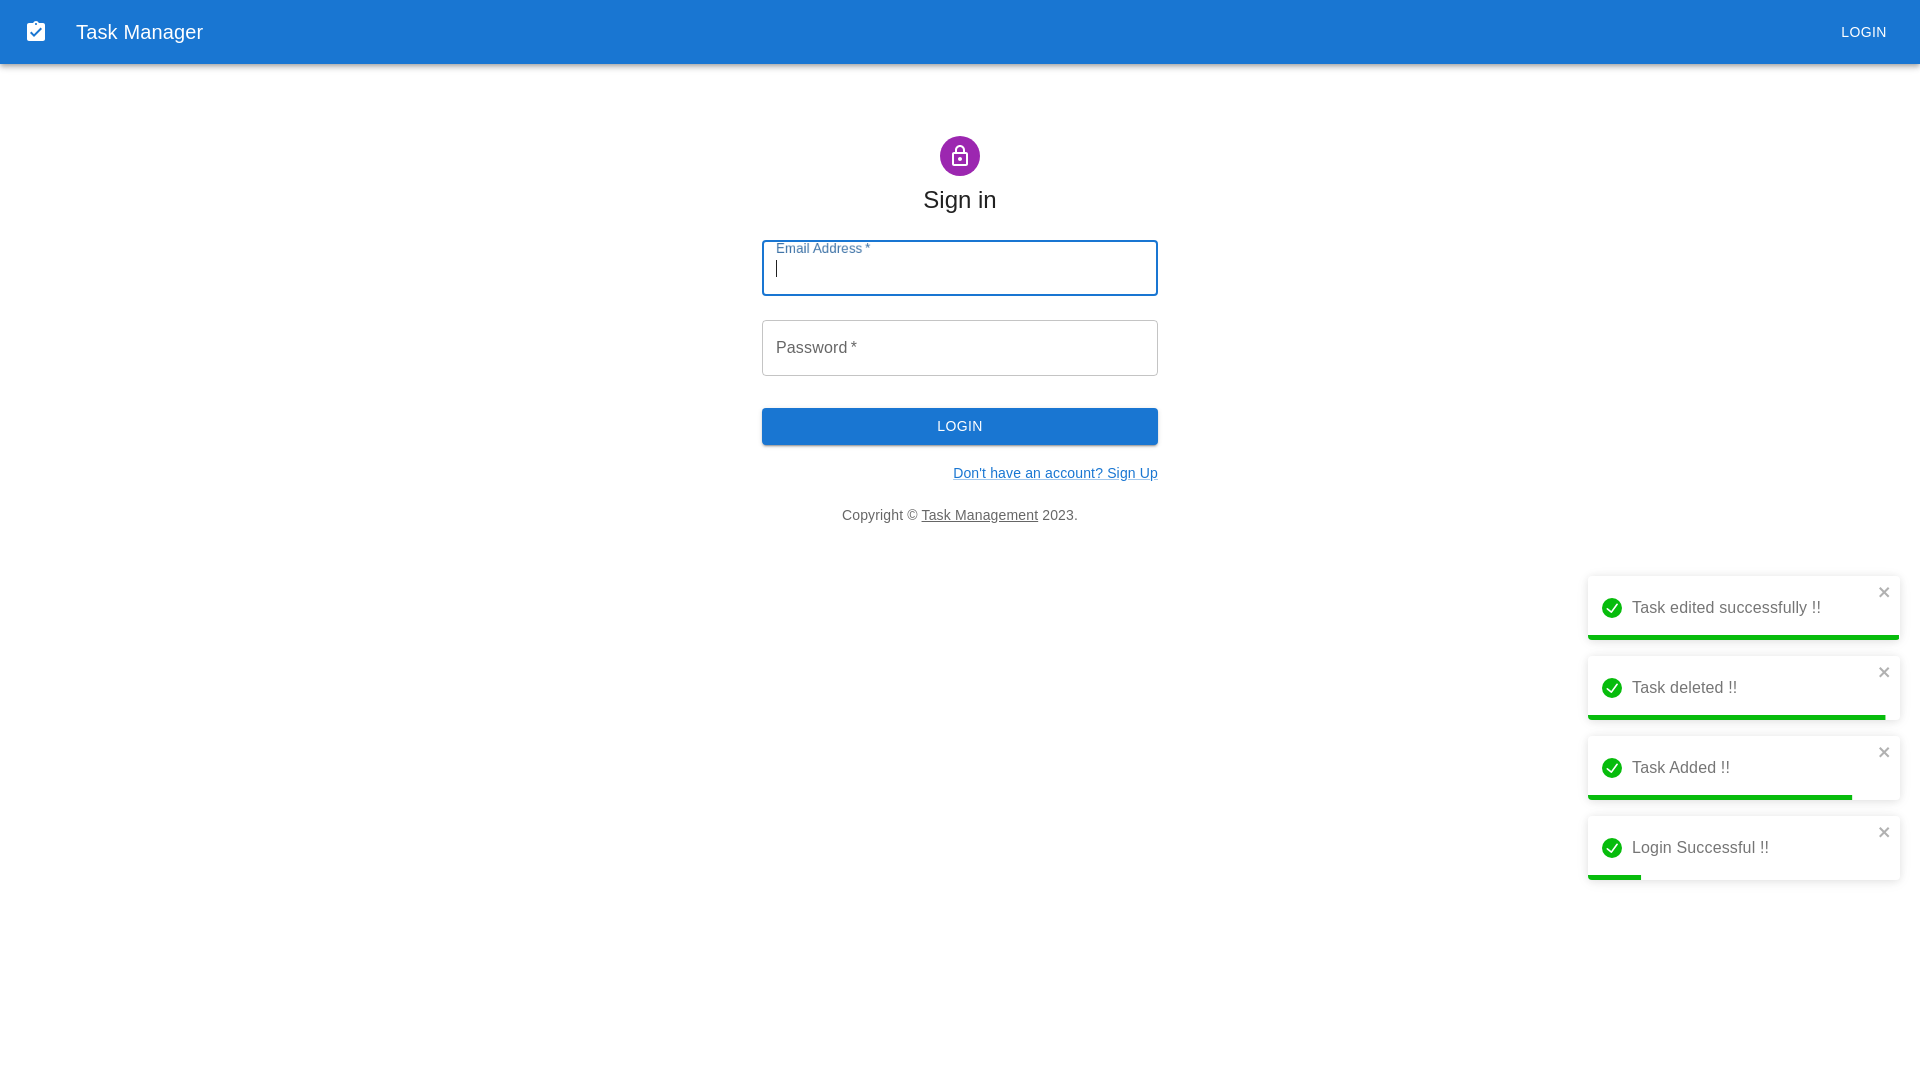 Task Manager
LOGIN
Sign in
Email Address *
Password *
LOGIN
Don't have an account? Sign Up
Copyright © Task Management 2023.
Task edited successfully !!
Task deleted !!
Task Added !!
Login Successful !!